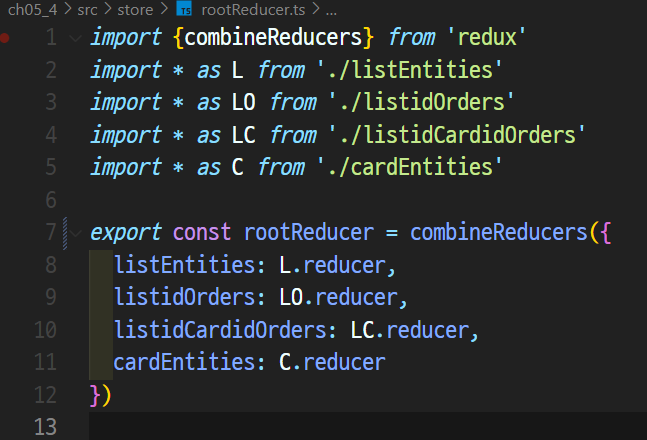 ch05_4 > src > store > TS rootReducer.ts > ...
1 import {combineReducers} from 'redux'
2 import * as L from './listEntities'
3 import * as LO from './listidOrders'
4 import * as LC from './listidCardidOrders'
5 import * as C from './cardEntities'
6
7 export const rootReducer = combineReducers({
8 listEntities: L.reducer,
9 listidOrders: LO.reducer,
10 listidCardidOrders: LC.reducer,
11 cardEntities: C.reducer
12 })
13